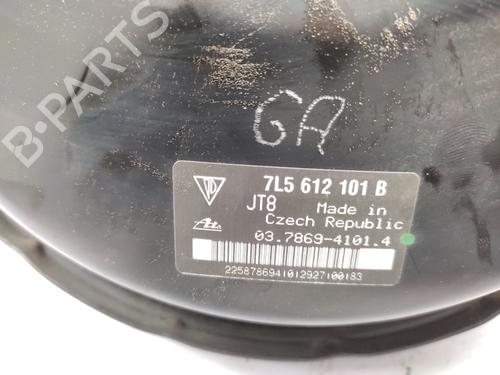 B-PARTS
GA
7L5 612 101 B
JT8 Made in
Czech Republic
03.7869-4101.4
2258786941012927100183